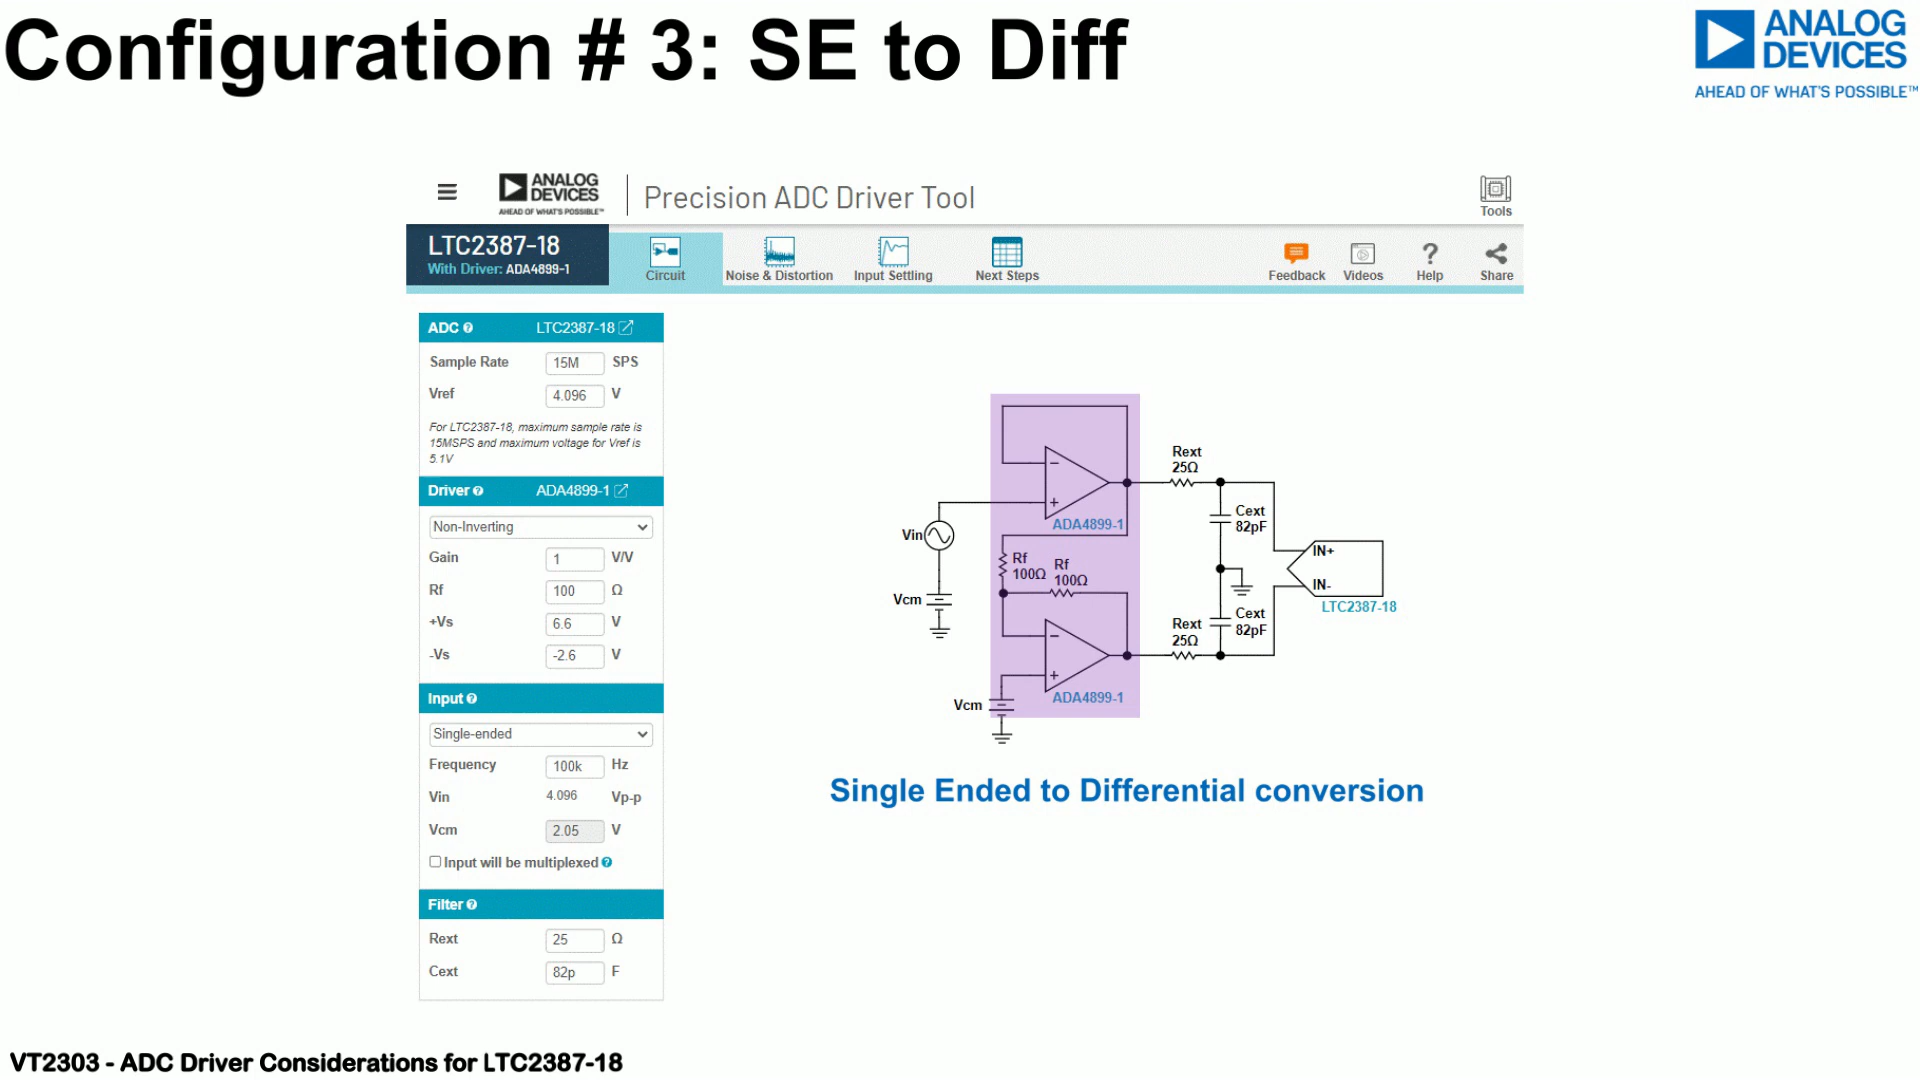 Configuration # 3: SE to Diff
ANALOG
DEVICES
AHEAD OF WHAT'S POSSIBLE™
ANALOG
DEVICES
AHEAD OF WHAT'S POSSIBLE™
Precision ADC Driver Tool
Tools
LTC2387-18
With Driver: ADA4899-1
Circuit
Noise & Distortion
Input Settling
Next Steps
Feedback
Videos
Help
Share
ADC LTC2387-18
Sample Rate 15M SPS
Vref 4.096 V
For LTC2387-18, maximum sample rate is
15MSPS and maximum voltage for Vref is
5.1V
Driver ADA4899-1
Non-Inverting
Gain 1 V/V
Rf 100 Ω
+Vs 6.6 V
-Vs -2.6 V
Input
Single-ended
Frequency 100k Hz
Vin 4.096 Vp-p
Vcm 2.05 V
Input will be multiplexed
Filter
Rext 25 Ω
Cext 82p F
Rext
25Ω
ADA4899-1
Cext
82pF
Vin
Rf
100Ω
Rf
100Ω
IN+
IN-
LTC2387-18
Vcm
Cext
82pF
Rext
25Ω
ADA4899-1
Vcm
Single Ended to Differential conversion
VT2303 - ADC Driver Considerations for LTC2387-18